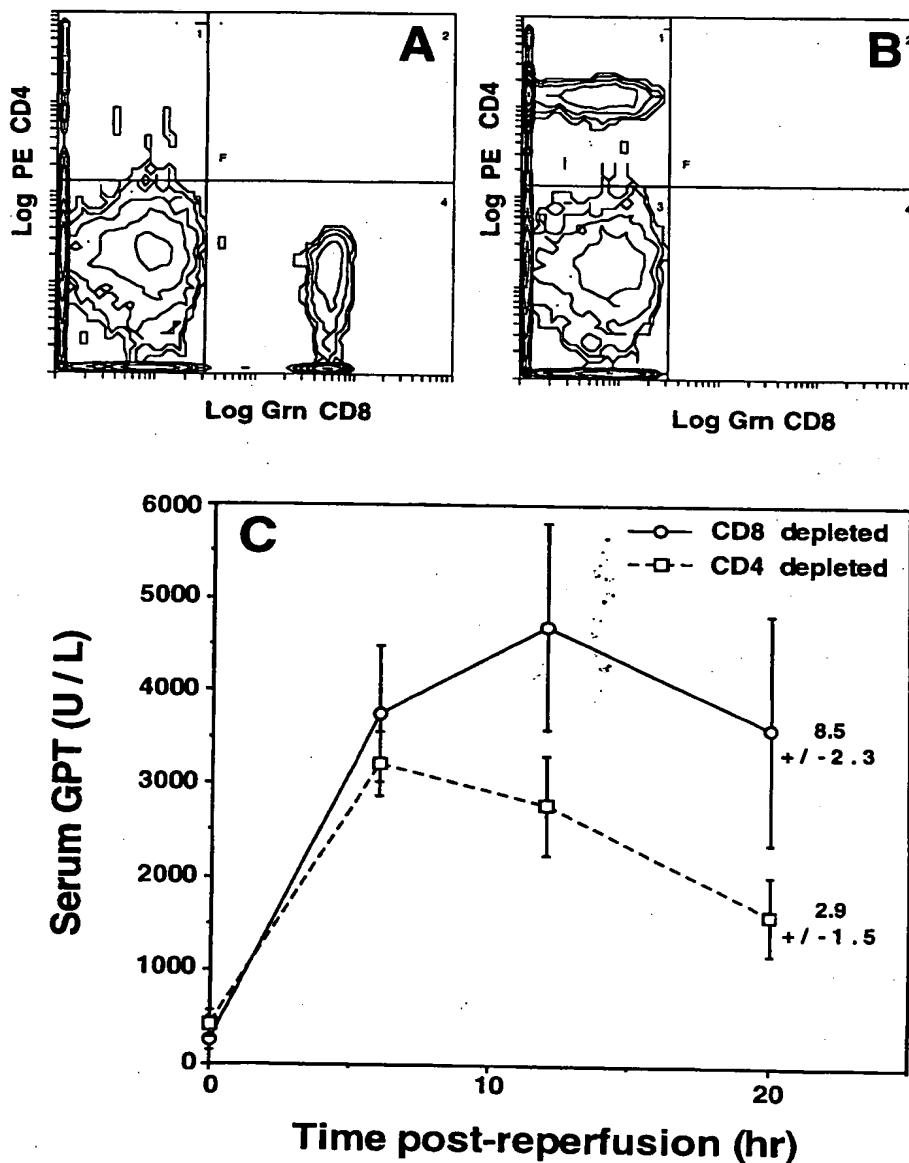 A
1
2
Log PE CD4
F
4
Log Grn CD8
B
1
2
Log PE CD4
F
3
4
Log Grn CD8
C
CD8 depleted
CD4 depleted
Serum GPT (U / L)
6000
5000
4000
3000
2000
1000
0
8.5
+/-2.3
2.9
+/-1.5
0
10
20
Time post-reperfusion (hr)